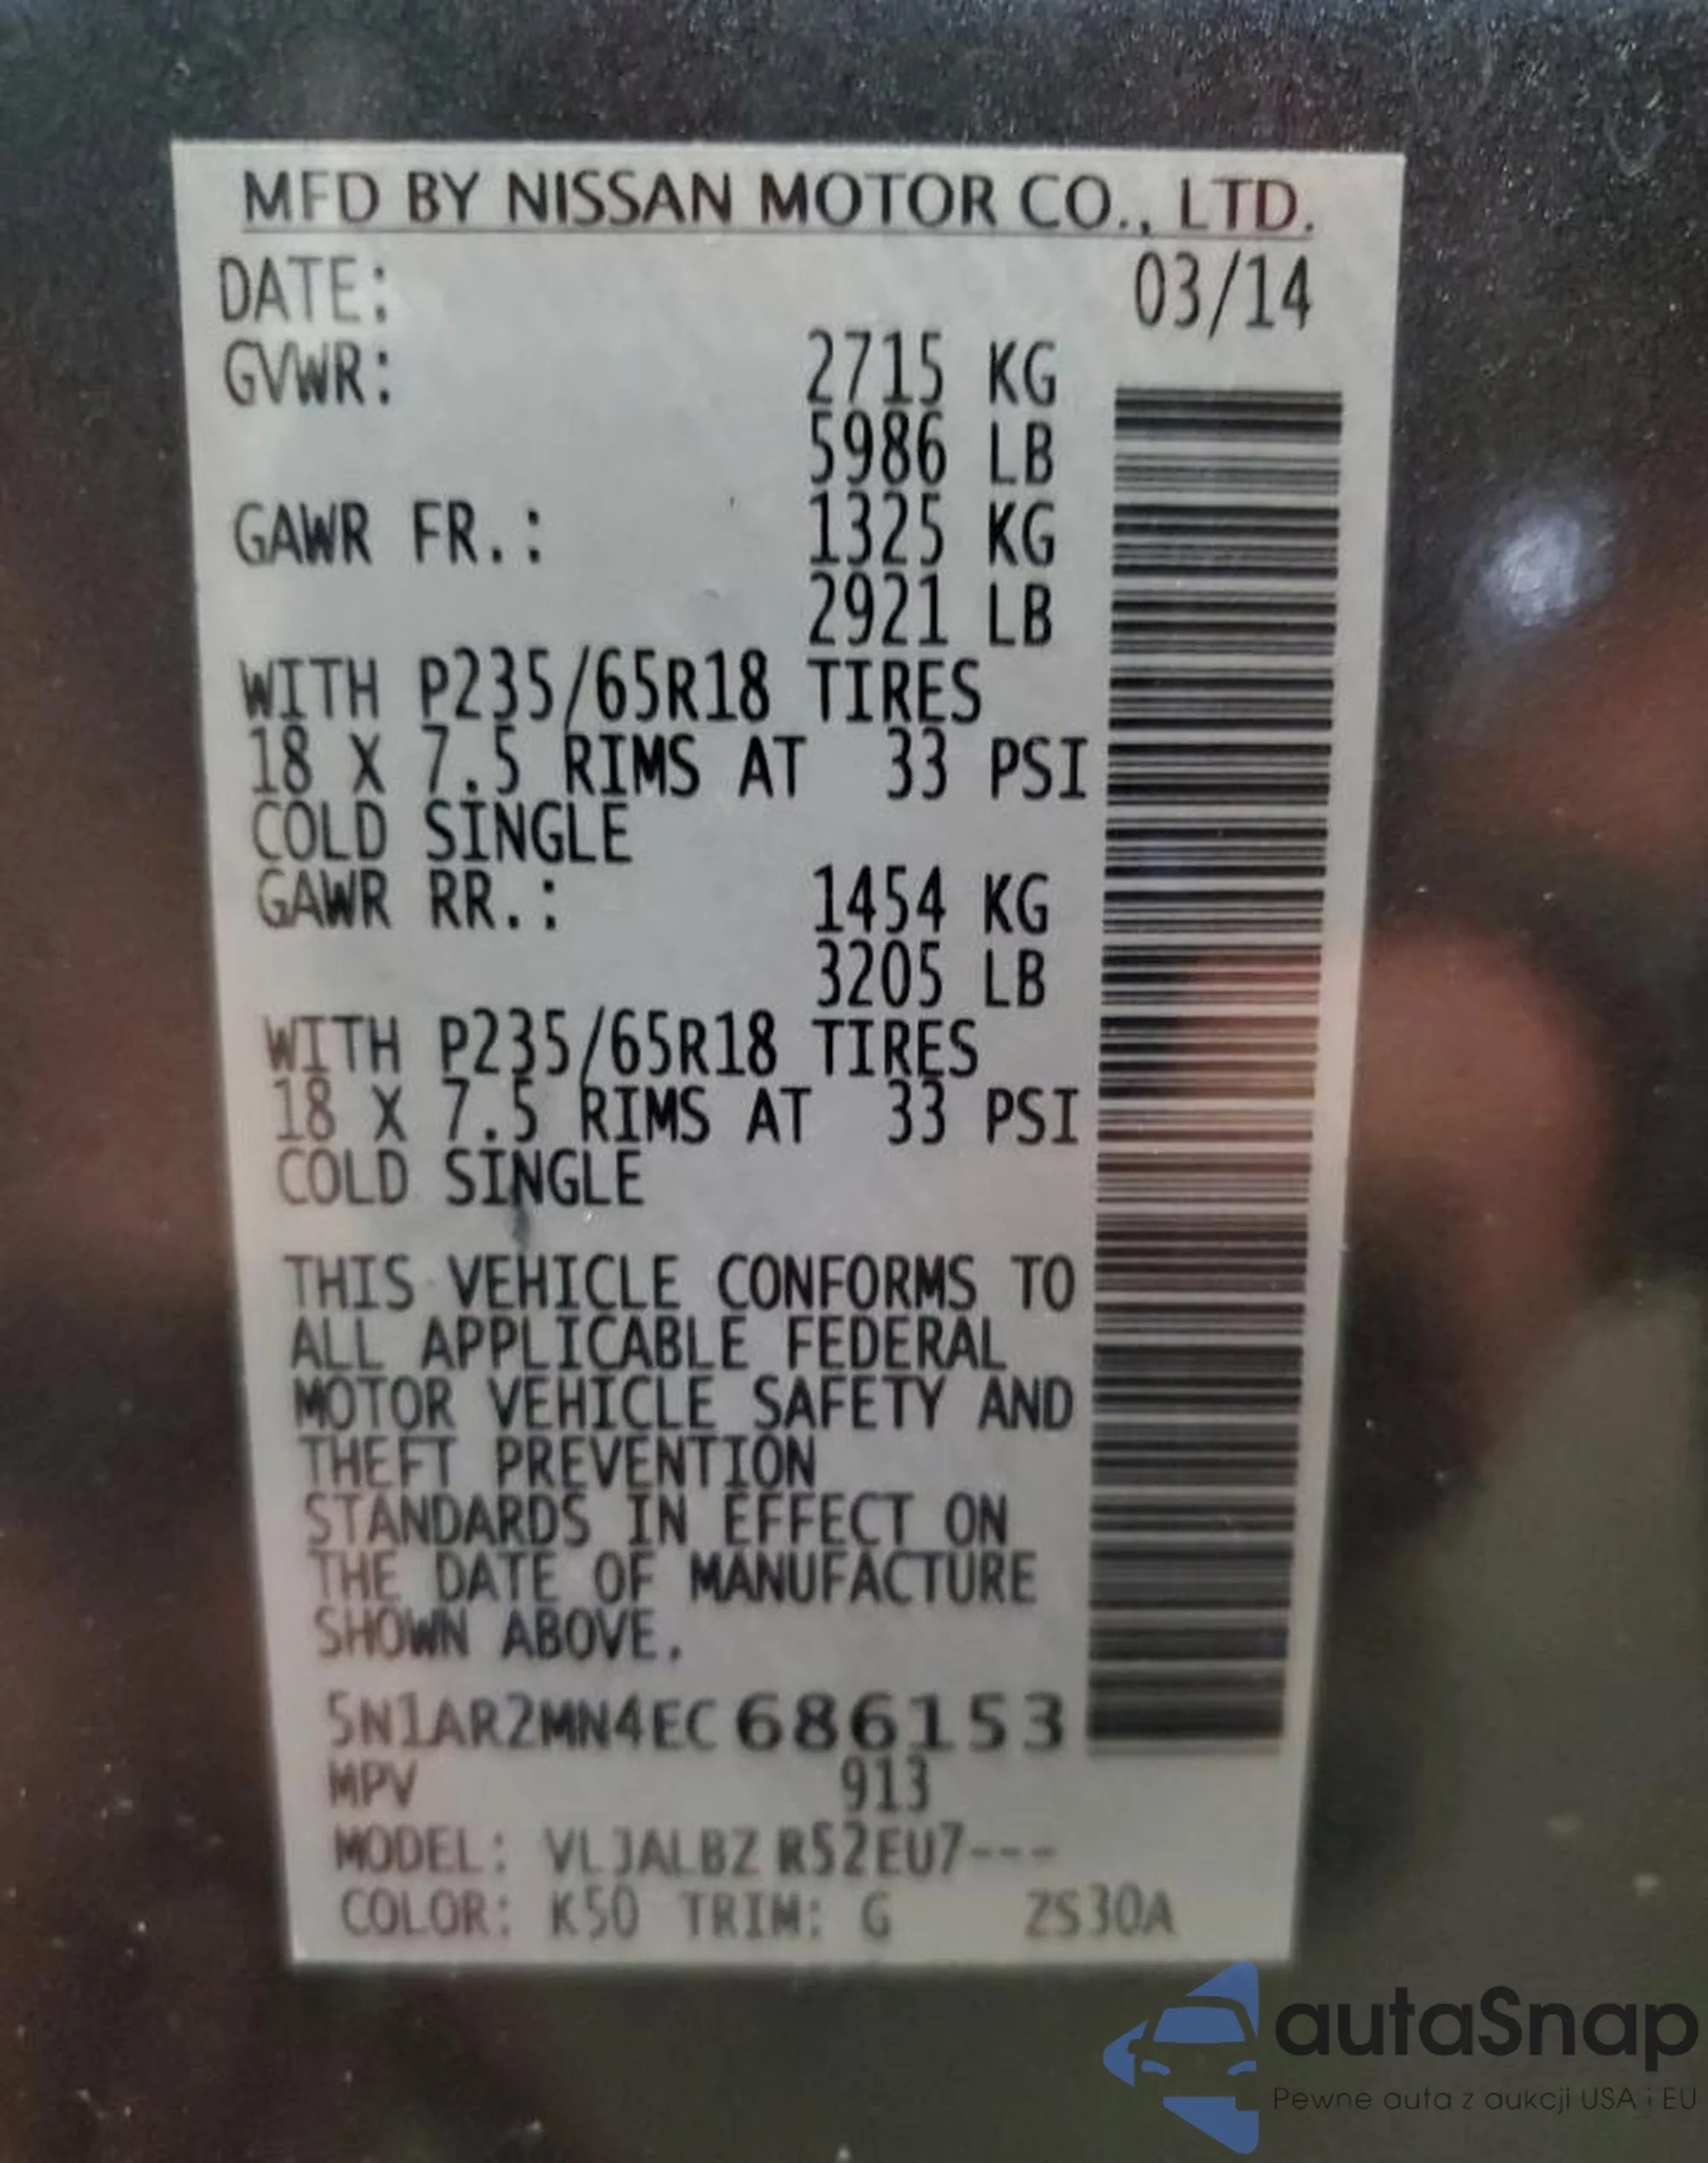 MFD BY NISSAN MOTOR CO., LTD.
DATE: 03/14
GVWR: 2715 KG
5986 LB
GAWR FR.: 1325 KG
2921 LB
WITH P235/65R18 TIRES
18 X 7.5 RIMS AT 33 PSI
COLD SINGLE
GAWR RR.: 1454 KG
3205 LB
WITH P235/65R18 TIRES
18 X 7.5 RIMS AT 33 PSI
COLD SINGLE
THIS VEHICLE CONFORMS TO
ALL APPLICABLE FEDERAL
MOTOR VEHICLE SAFETY AND
THEFT PREVENTION
STANDARDS IN EFFECT ON
THE DATE OF MANUFACTURE
SHOWN ABOVE.
5N1AR2MN4EC686153
MPV 913
MODEL: VLJALBZ R52EU7---
COLOR: K50 TRIM: G ZS30A
autaSnap
Pewne auta z aukcji USA i EU